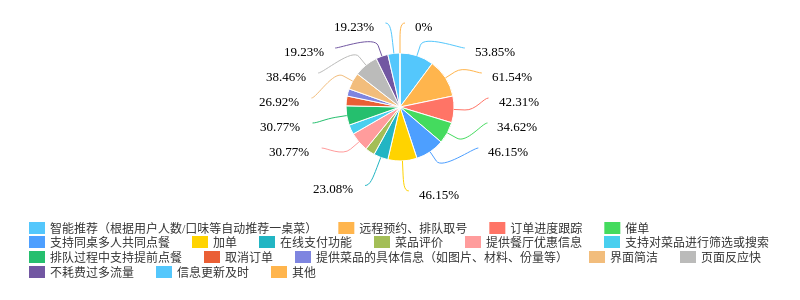 19.23% 0%
19.23% 53.85%
38.46% 61.54%
26.92% 42.31%
30.77% 34.62%
30.77% 46.15%
23.08% 46.15%
智能推荐（根据用户人数/口味等自动推荐一桌菜） 远程预约、排队取号 订单进度跟踪 催单
支持同桌多人共同点餐 加单 在线支付功能 菜品评价 提供餐厅优惠信息 支持对菜品进行筛选或搜索
排队过程中支持提前点餐 取消订单 提供菜品的具体信息（如图片、材料、份量等） 界面简洁 页面反应快
不耗费过多流量 信息更新及时 其他